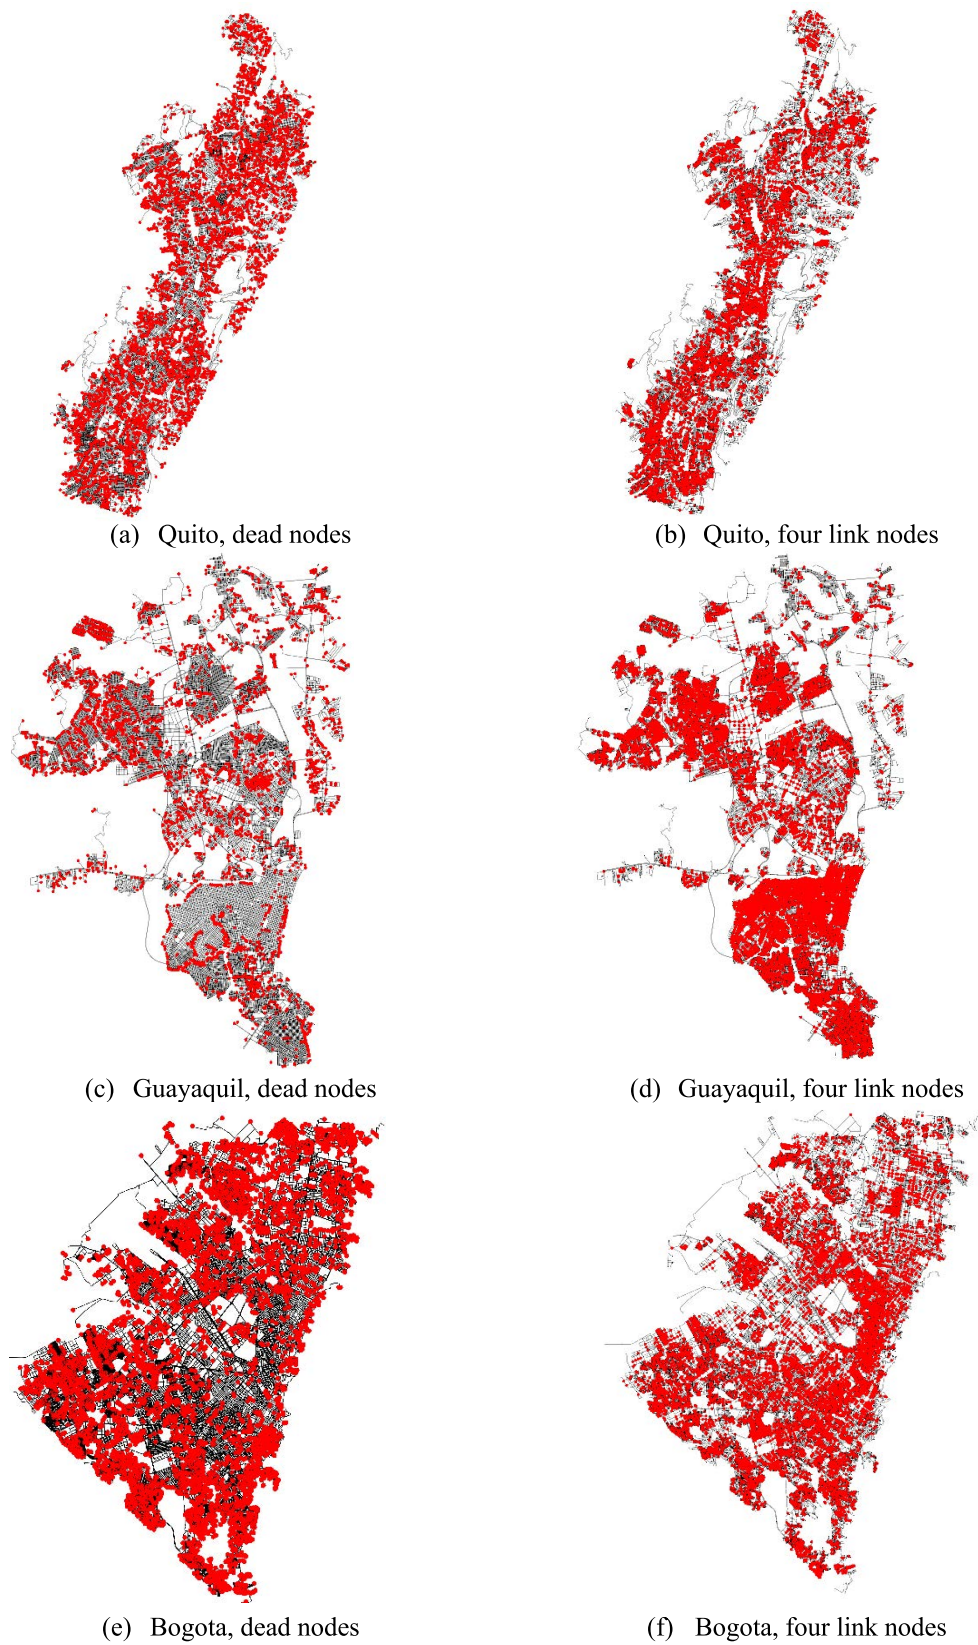 (a) Quito, dead nodes
(b) Quito, four link nodes
(c) Guayaquil, dead nodes
(d) Guayaquil, four link nodes
(e) Bogota, dead nodes
(f) Bogota, four link nodes